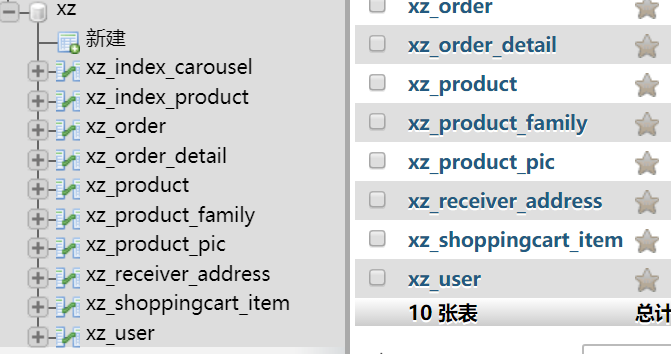 xz
新建
xz_index_carousel
xz_index_product
xz_order
xz_order_detail
xz_product
xz_product_family
xz_product_pic
xz_receiver_address
xz_shoppingcart_item
xz_user
xz_order
xz_order_detail
xz_product
xz_product_family
xz_product_pic
xz_receiver_address
xz_shoppingcart_item
xz_user
10 张表 总计